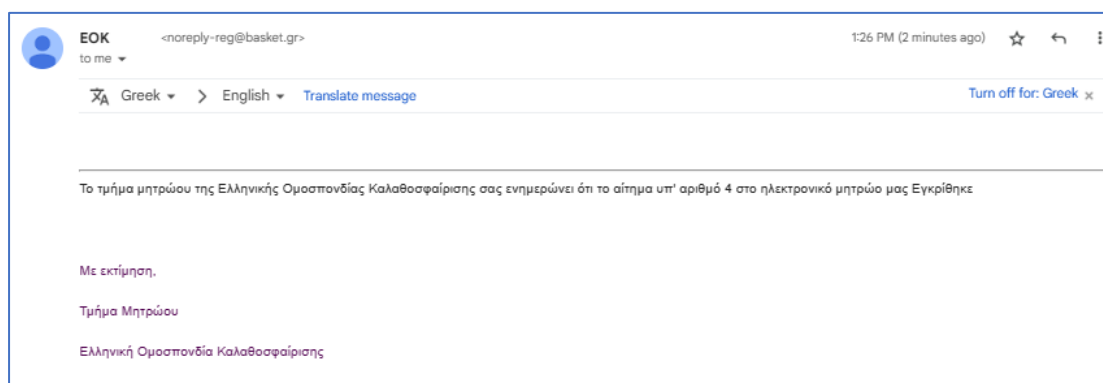 EOK <noreply-reg@basket.gr> 1:26 PM (2 minutes ago)
to me
Greek > English Translate message Turn off for: Greek ×
Το τμήμα μητρώου της Ελληνικής Ομοσπονδίας Καλαθοσφαίρισης σας ενημερώνει ότι το αίτημα υπ' αριθμό 4 στο ηλεκτρονικό μητρώο μας Εγκρίθηκε
Με εκτίμηση,
Τμήμα Μητρώου
Ελληνική Ομοσπονδία Καλαθοσφαίρισης